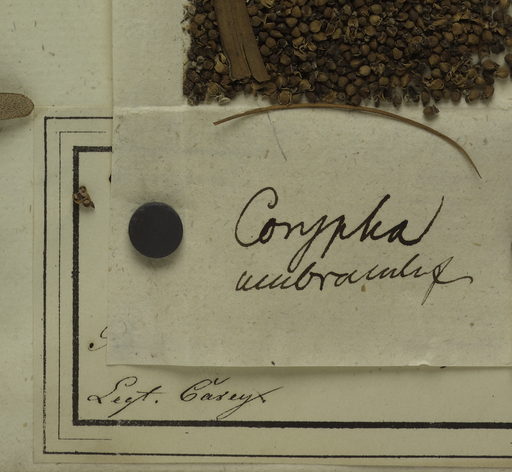 Corypha
umbraculif
Legt. Casey